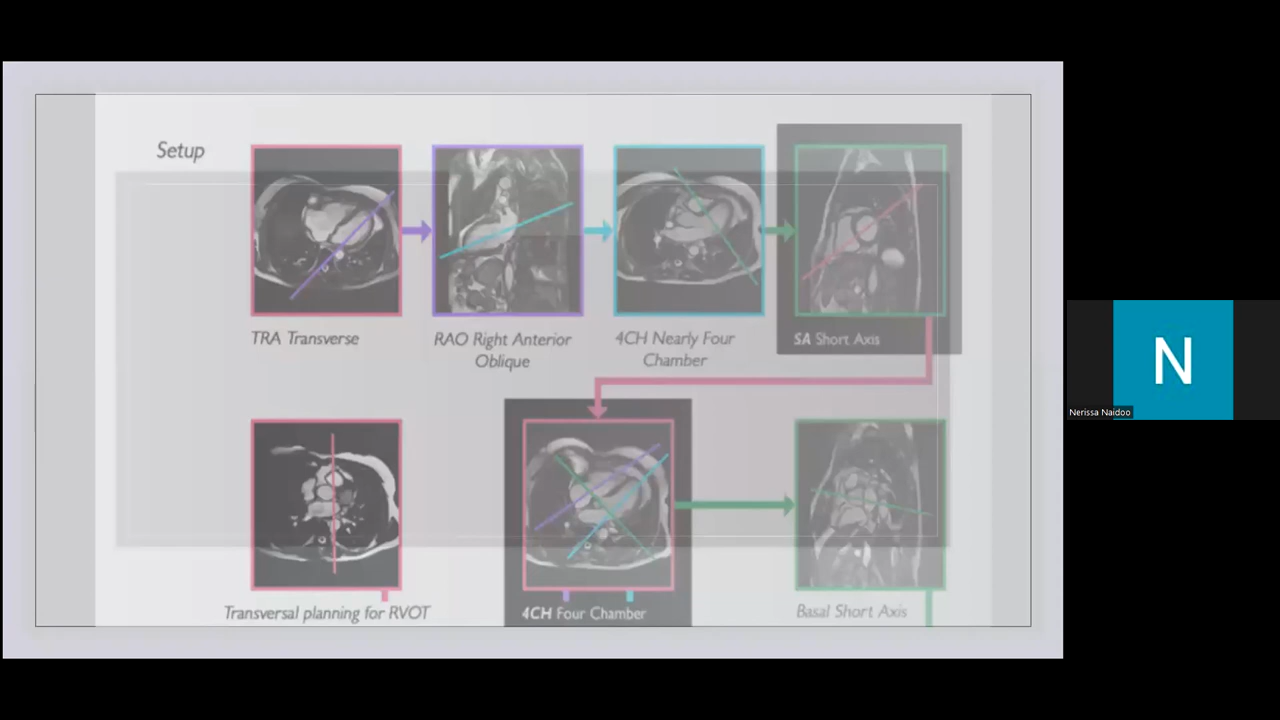 Setup
TRA Transverse
RAO Right Anterior
Oblique
4CH Nearly Four
Chamber
SA Short Axis
Transversal planning for RVOT
4CH Four Chamber
Basal Short Axis
N
Nerissa Naidoo